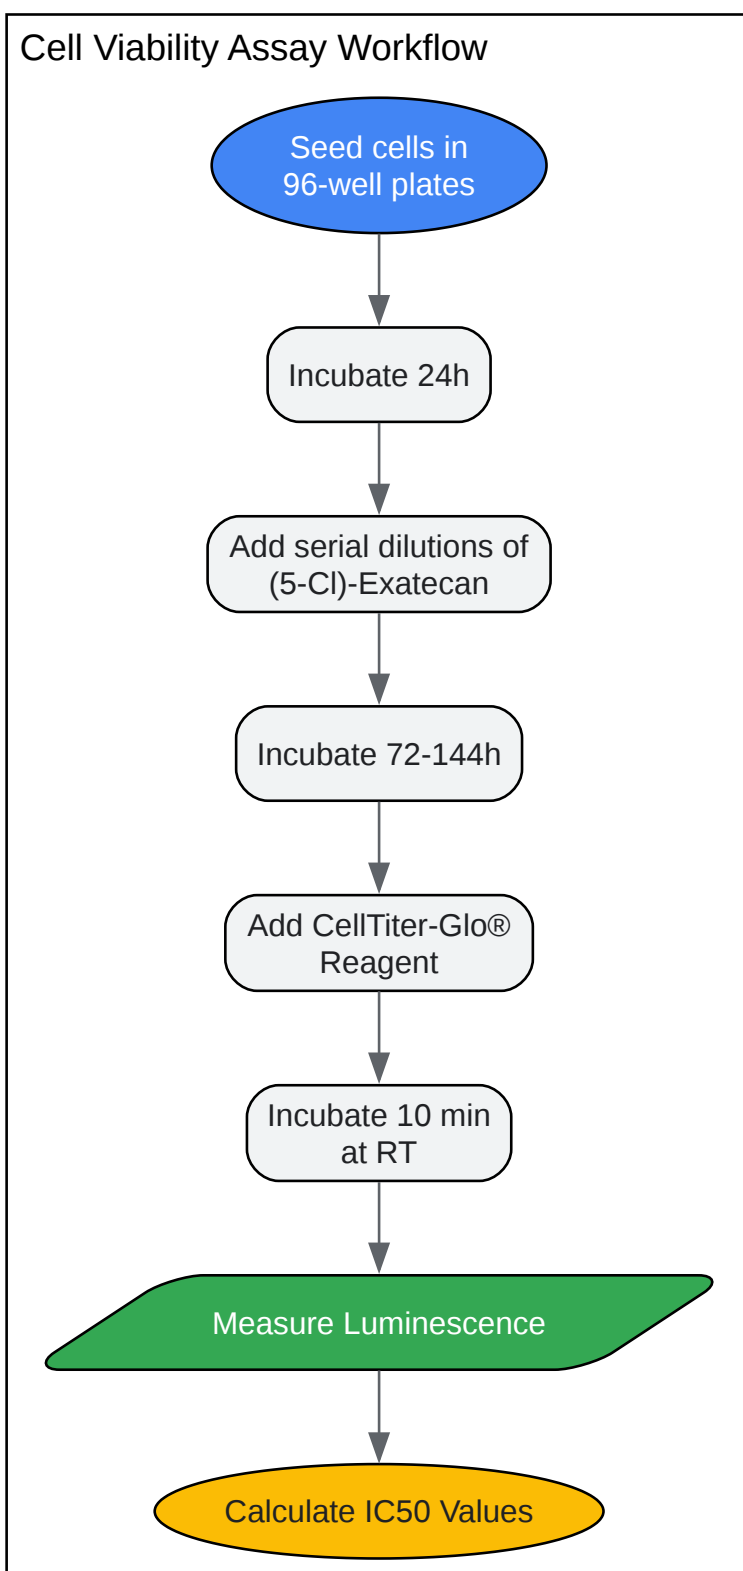 Cell Viability Assay Workflow
Seed cells in
96-well plates
Incubate 24h
Add serial dilutions of
(5-Cl)-Exatecan
Incubate 72-144h
Add CellTiter-Glo®
Reagent
Incubate 10 min
at RT
Measure Luminescence
Calculate IC50 Values